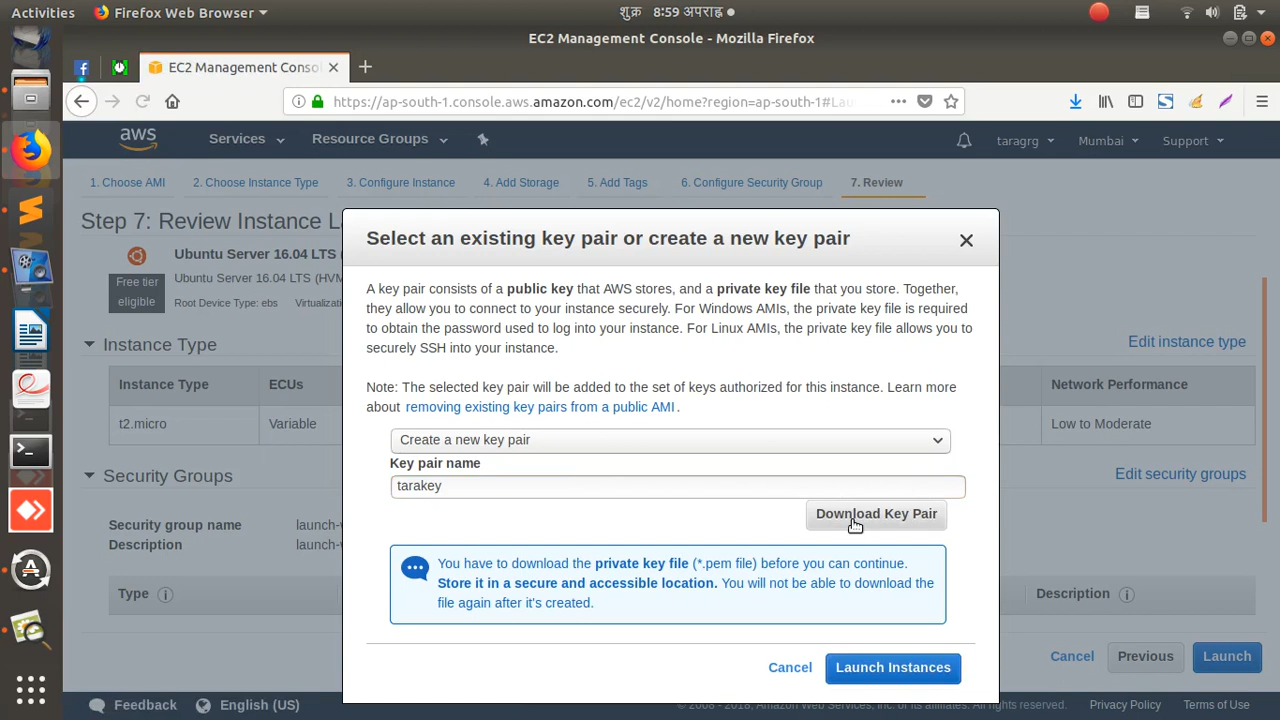 Activities Firefox Web Browser शुक्र 8:59 अपराह्न
EC2 Management Console - Mozilla Firefox
EC2 Management Conso
https://ap-south-1.console.aws.amazon.com/ec2/v2/home?region=ap-south-1#Lau
aws Services Resource Groups taragrg Mumbai Support
1. Choose AMI 2. Choose Instance Type 3. Configure Instance 4. Add Storage 5. Add Tags 6. Configure Security Group 7. Review
Step 7: Review Instance L
Ubuntu Server 16.04 LTS (
Free tier eligible
Ubuntu Server 16.04 LTS (HVM
Root Device Type: ebs Virtualizati
Instance Type Edit instance type
Instance Type ECUs Network Performance
t2.micro Variable Low to Moderate
Security Groups Edit security groups
Security group name launch-
Description launch-
Type Description
Cancel Previous Launch
Select an existing key pair or create a new key pair
A key pair consists of a public key that AWS stores, and a private key file that you store. Together,
they allow you to connect to your instance securely. For Windows AMIs, the private key file is required
to obtain the password used to log into your instance. For Linux AMIs, the private key file allows you to
securely SSH into your instance.
Note: The selected key pair will be added to the set of keys authorized for this instance. Learn more
about removing existing key pairs from a public AMI .
Create a new key pair
Key pair name
tarakey
Download Key Pair
You have to download the private key file (*.pem file) before you can continue.
Store it in a secure and accessible location. You will not be able to download the
file again after it's created.
Cancel Launch Instances
Feedback English (US) © 2008 - 2018, Amazon Web Services, Inc. or its affiliates. All rights reserved. Privacy Policy Terms of Use